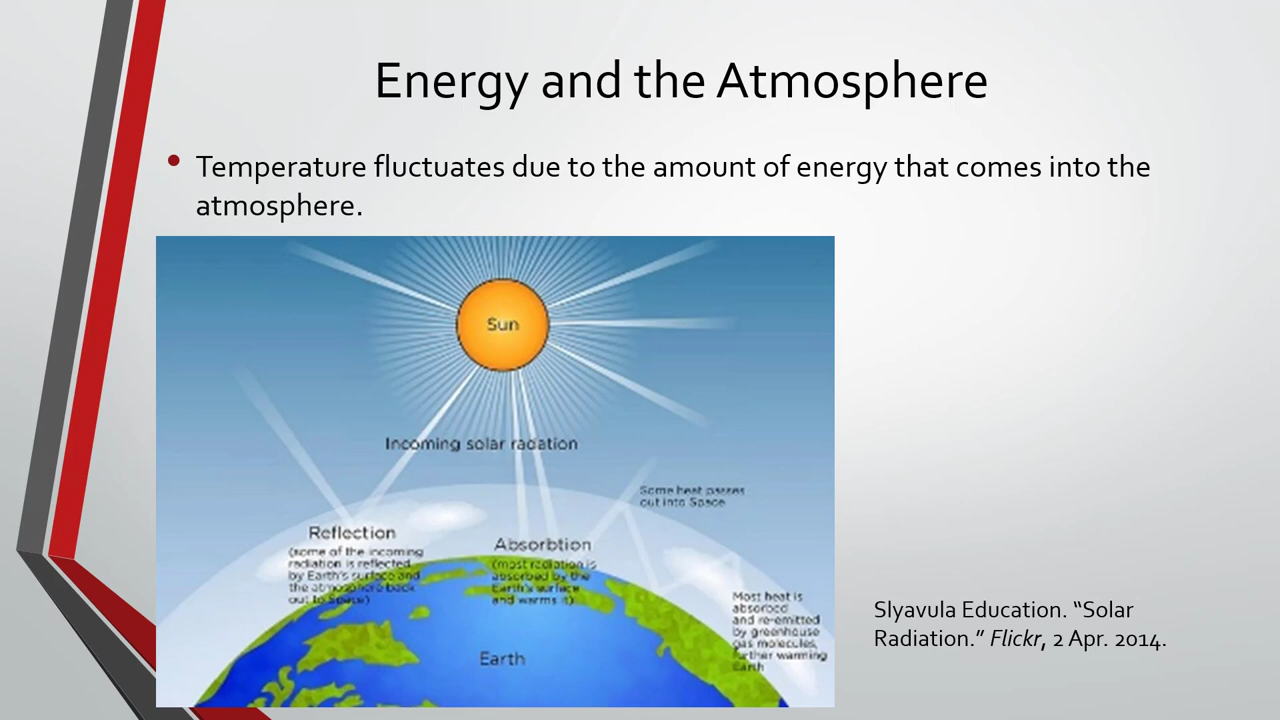 Energy and the Atmosphere
• Temperature fluctuates due to the amount of energy that comes into the
atmosphere.
Sun
Incoming solar radation
Some heat passes
out into Space
Reflection
(some of the incoming
radiation is reflected
by Earth's surface and
the atmosphere back
out to Space)
Absorbtion
(most radiation is
absorbed by the
Earth's surface
and warms it)
Most heat is
absorbed
and re-emitted
by greenhouse
gas molecules,
further warming
Earth
Earth
Slyavula Education. “Solar
Radiation.” Flickr, 2 Apr. 2014.